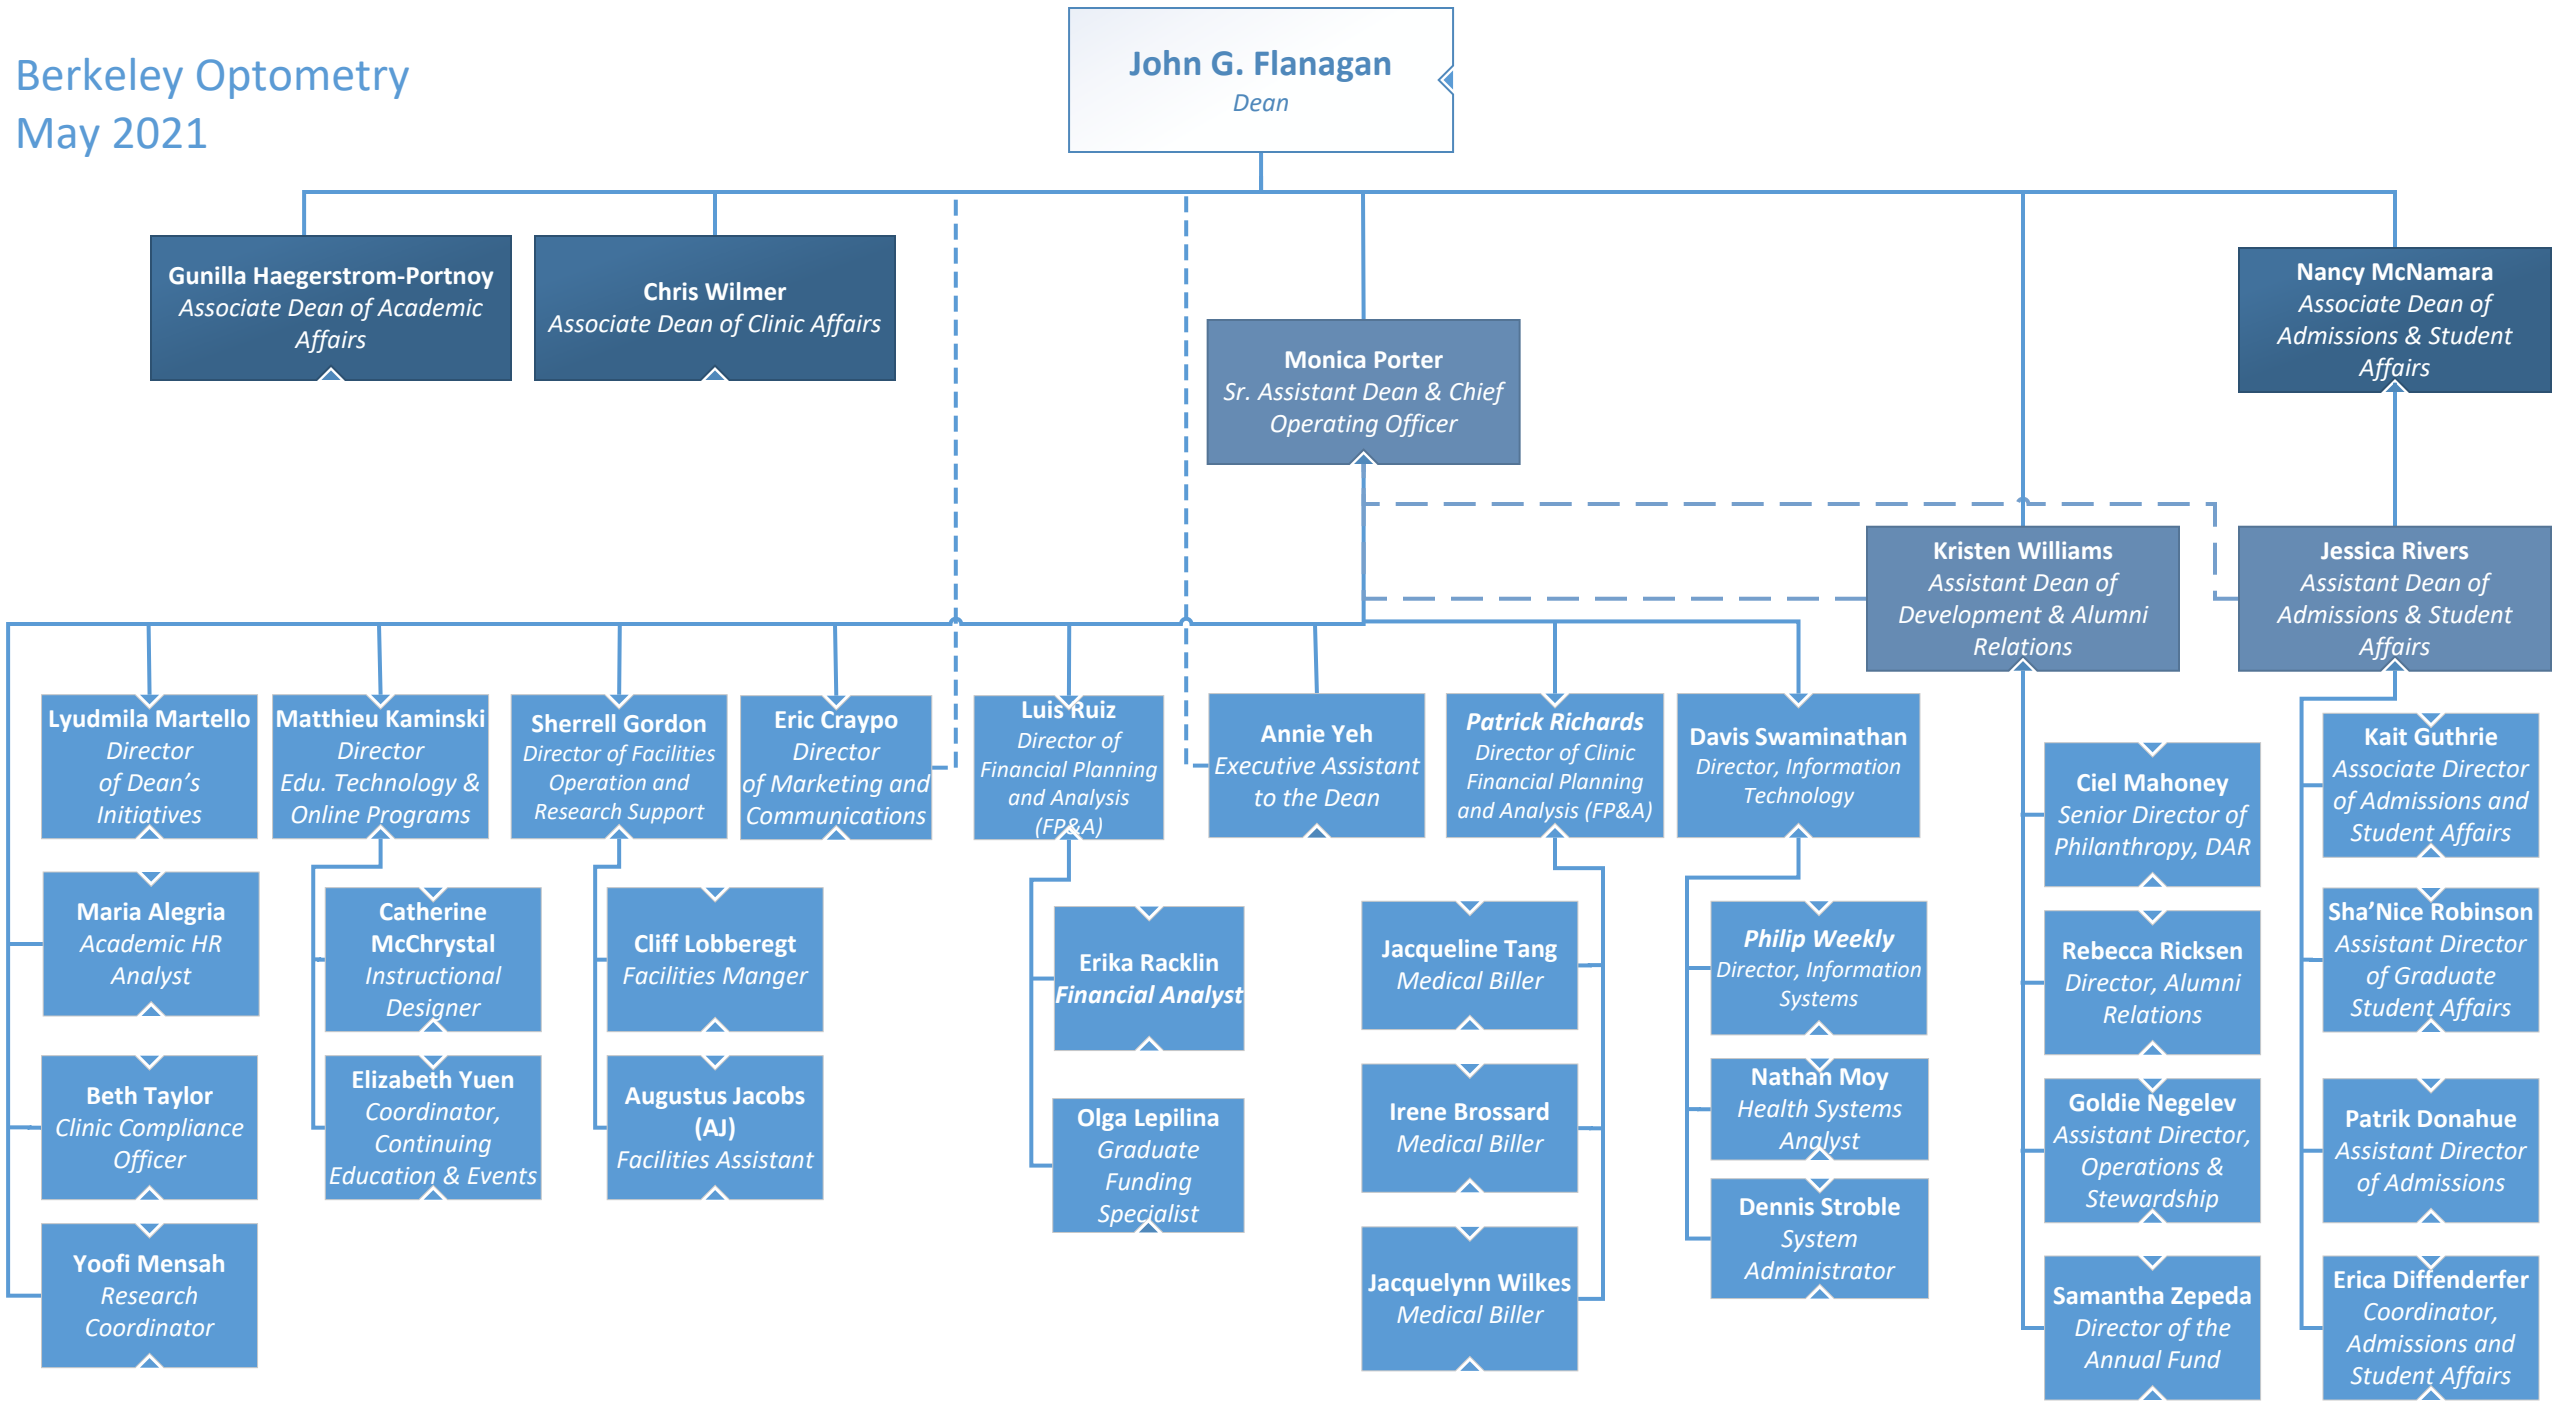 Berkeley Optometry
May 2021
John G. Flanagan
Dean
Gunilla Haegerstrom-Portnoy
Associate Dean of Academic
Affairs
Chris Wilmer
Associate Dean of Clinic Affairs
Monica Porter
Sr. Assistant Dean & Chief
Operating Officer
Nancy McNamara
Associate Dean of
Admissions & Student
Affairs
Kristen Williams
Assistant Dean of
Development & Alumni
Relations
Jessica Rivers
Assistant Dean of
Admissions & Student
Affairs
Lyudmila Martello
Director
of Dean's
Initiatives
Matthieu Kaminski
Director
Edu. Technology &
Online Programs
Sherrell Gordon
Director of Facilities
Operation and
Research Support
Eric Craypo
Director
of Marketing and
Communications
Luis Ruiz
Director of
Financial Planning
and Analysis
(FP&A)
Annie Yeh
Executive Assistant
to the Dean
Patrick Richards
Director of Clinic
Financial Planning
and Analysis (FP&A)
Davis Swaminathan
Director, Information
Technology
Maria Alegria
Academic HR
Analyst
Beth Taylor
Clinic Compliance
Officer
Yoofi Mensah
Research
Coordinator
Catherine
McChrystal
Instructional
Designer
Elizabeth Yuen
Coordinator,
Continuing
Education & Events
Cliff Lobberegt
Facilities Manger
Augustus Jacobs
(AJ)
Facilities Assistant
Erika Racklin
Financial Analyst
Olga Lepilina
Graduate
Funding
Specialist
Jacqueline Tang
Medical Biller
Irene Brossard
Medical Biller
Jacquelynn Wilkes
Medical Biller
Philip Weekly
Director, Information
Systems
Nathan Moy
Health Systems
Analyst
Dennis Stroble
System
Administrator
Ciel Mahoney
Senior Director of
Philanthropy, DAR
Rebecca Ricksen
Director, Alumni
Relations
Goldie Negelev
Assistant Director,
Operations &
Stewardship
Samantha Zepeda
Director of the
Annual Fund
Kait Guthrie
Associate Director
of Admissions and
Student Affairs
Sha'Nice Robinson
Assistant Director
of Graduate
Student Affairs
Patrik Donahue
Assistant Director
of Admissions
Erica Diffenderfer
Coordinator,
Admissions and
Student Affairs